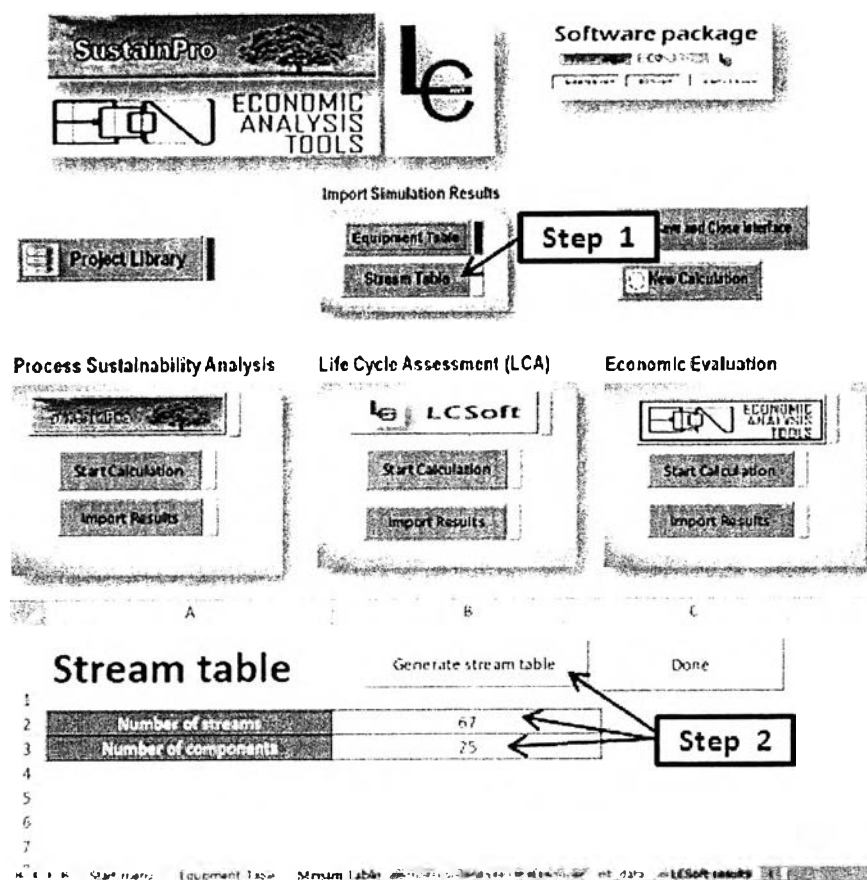 SustainPro
LC
Software package
ECONOMIC
ANALYSIS
TOOLS
Import Simulation Results
Equipment Table
Stream Table
Step 1
and Close Interface
Project Library
New Calculation
Process Sustainability Analysis
Life Cycle Assessment (LCA)
Economic Evaluation
LCSoft
ECONOMIC
ANALYSIS
TOOLS
Start Calculation
Start Calculation
Start Calculation
Import Results
Import Results
Import Results
A B C
Stream table
Generate stream table
Done
1
2 Number of streams 67
3 Number of components 25
Step 2
4
5
6
7
Start menu Equipment Table Stream Table data LCSoft results